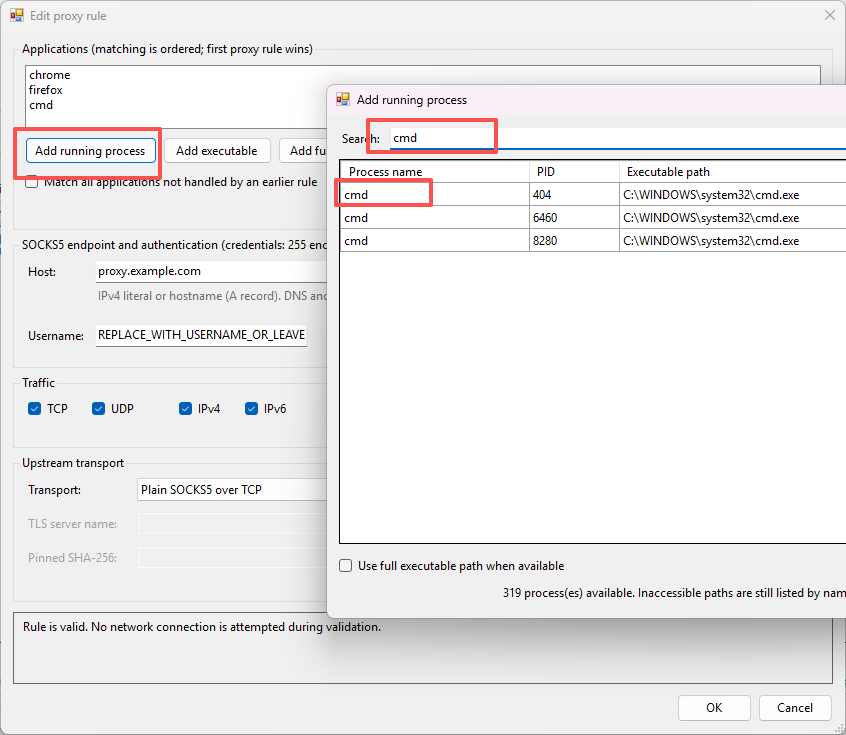 Edit proxy rule
Applications (matching is ordered; first proxy rule wins)
chrome
firefox
cmd
Add running process
Add executable
Add fu
Match all applications not handled by an earlier rule
SOCKS5 endpoint and authentication (credentials: 255 enc
Host:
proxy.example.com
IPv4 literal or hostname (A record). DNS and
Username:
REPLACE_WITH_USERNAME_OR_LEAVE
Traffic
TCP UDP IPv4 IPv6
Upstream transport
Transport:
Plain SOCKS5 over TCP
TLS server name:
Pinned SHA-256:
Rule is valid. No network connection is attempted during validation.
OK Cancel
Add running process
Search:
cmd
Process name PID Executable path
cmd 404 C:\WINDOWS\system32\cmd.exe
cmd 6460 C:\WINDOWS\system32\cmd.exe
cmd 8280 C:\WINDOWS\system32\cmd.exe
Use full executable path when available
319 process(es) available. Inaccessible paths are still listed by nam